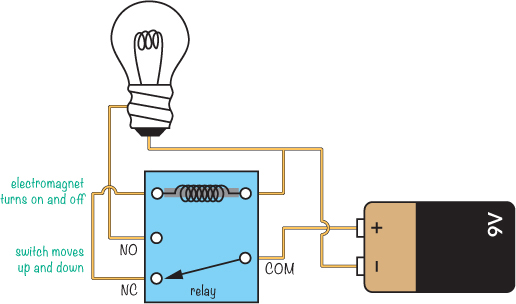 electromagnet
turns on and off
switch moves
up and down
NO
NC
COM
relay
+
−
9V